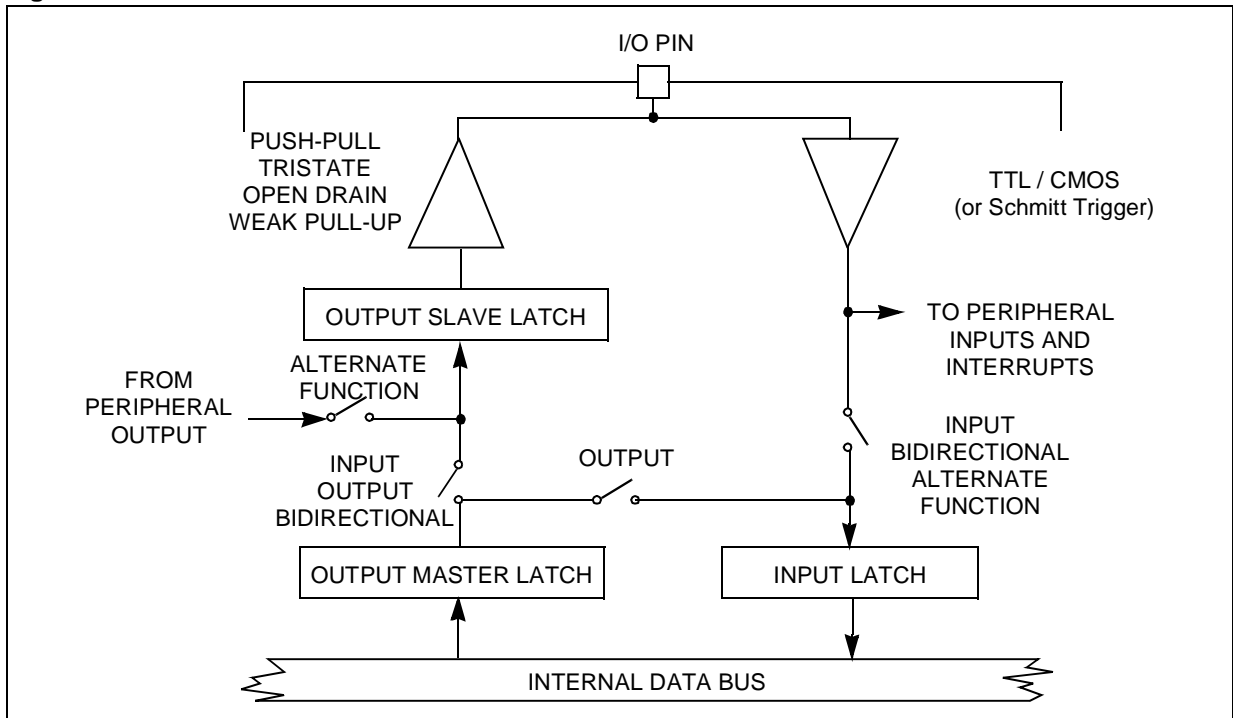 I/O PIN
PUSH-PULL
TRISTATE
OPEN DRAIN
WEAK PULL-UP
TTL / CMOS
(or Schmitt Trigger)
OUTPUT SLAVE LATCH
TO PERIPHERAL
INPUTS AND
INTERRUPTS
ALTERNATE
FUNCTION
FROM
PERIPHERAL
OUTPUT
INPUT
OUTPUT
BIDIRECTIONAL
OUTPUT
INPUT
BIDIRECTIONAL
ALTERNATE
FUNCTION
OUTPUT MASTER LATCH
INPUT LATCH
INTERNAL DATA BUS